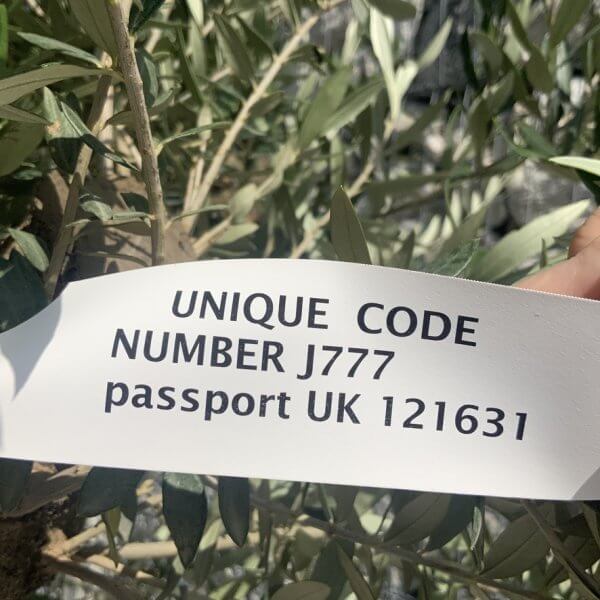 UNIQUE CODE
NUMBER J777
passport UK 121631